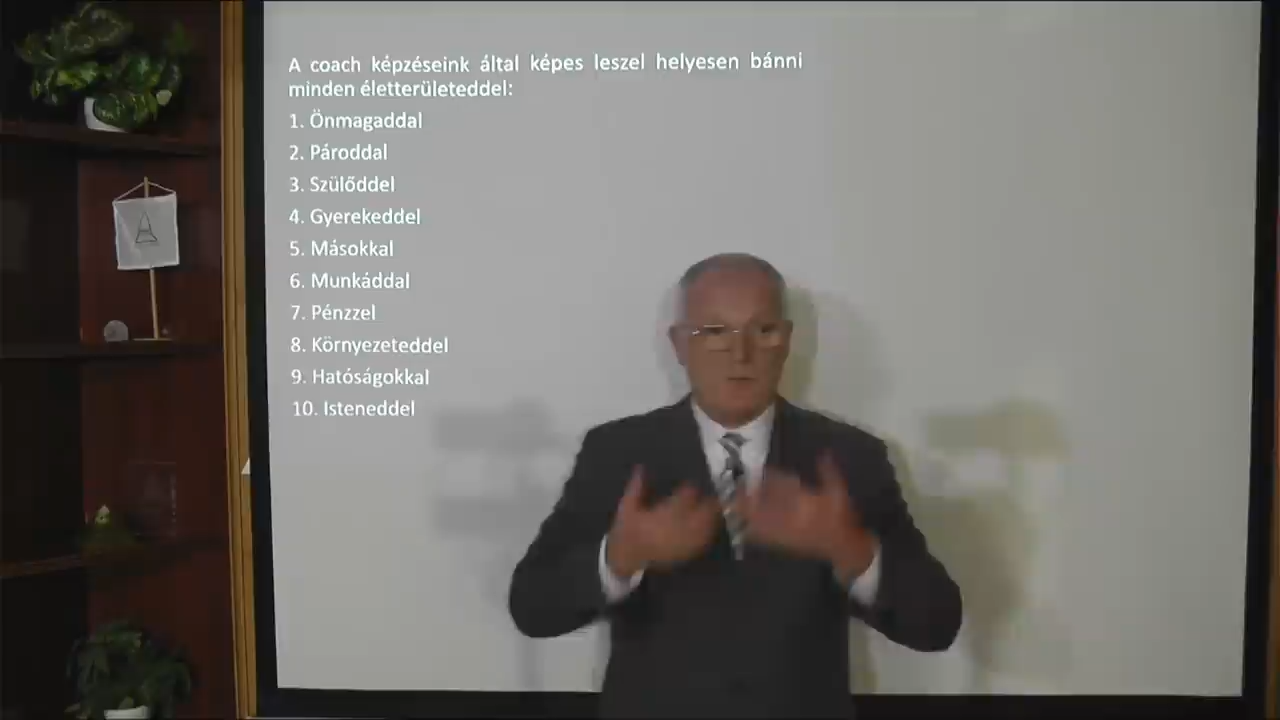 A coach képzéseink által képes leszel helyesen bánni
minden életterületeddel:
1. Önmagaddal
2. Pároddal
3. Szülőddel
4. Gyerekeddel
5. Másokkal
6. Munkáddal
7. Pénzzel
8. Környezeteddel
9. Hatóságokkal
10. Isteneddel